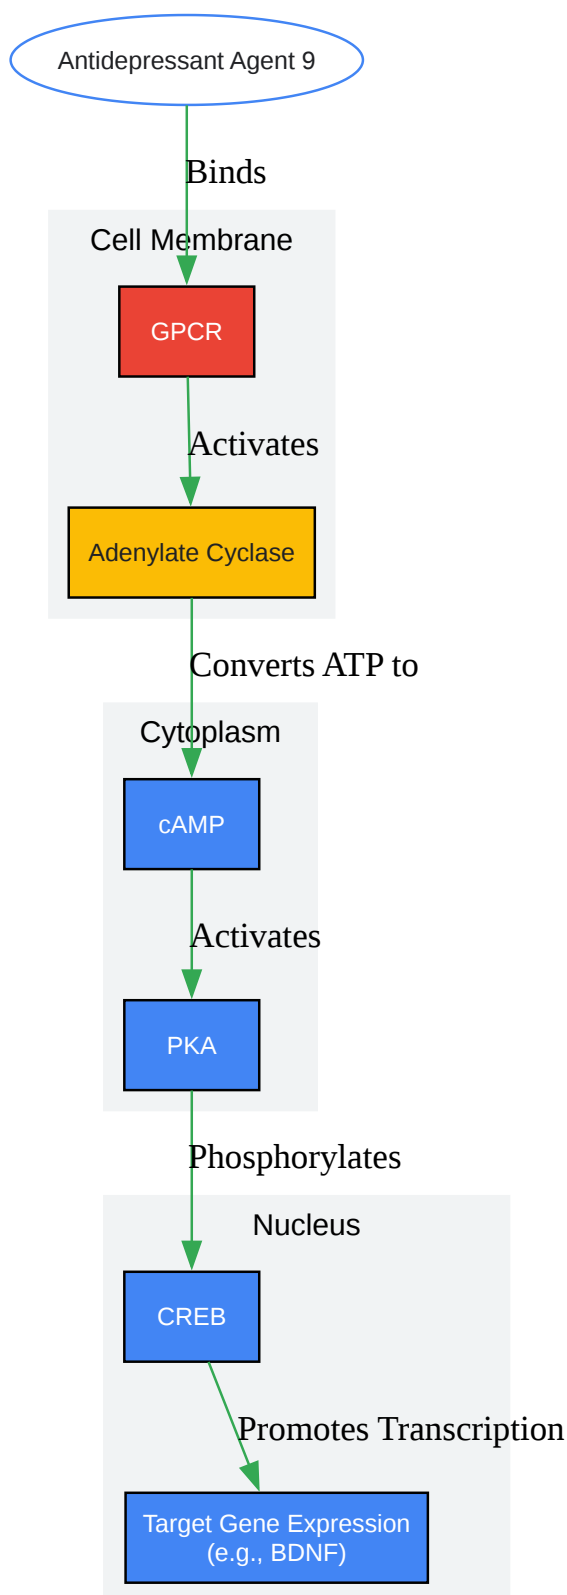 Antidepressant Agent 9
Binds
Cell Membrane
GPCR
Activates
Adenylate Cyclase
Converts ATP to
Cytoplasm
cAMP
Activates
PKA
Phosphorylates
Nucleus
CREB
Promotes Transcription
Target Gene Expression
(e.g., BDNF)